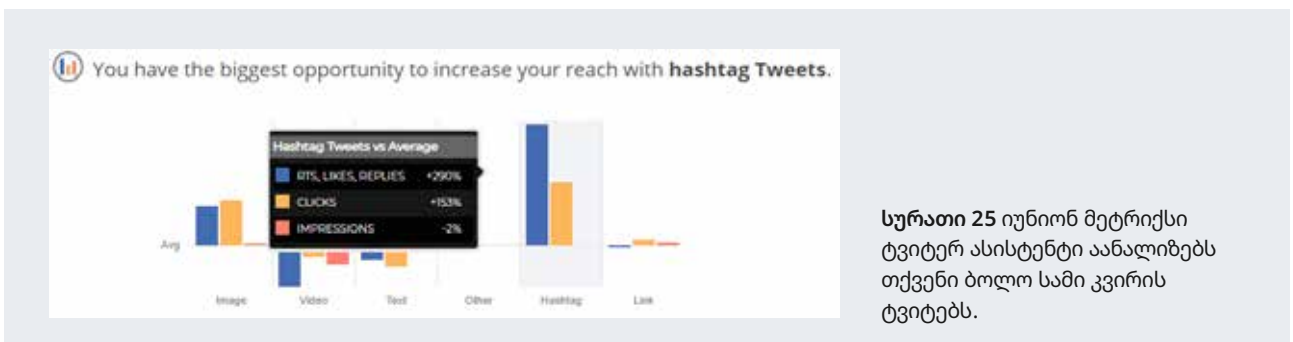 You have the biggest opportunity to increase your reach with hashtag Tweets.
Hashtag Tweets vs Average
RTS, LIKES, REPLIES +290%
CLICKS +153%
IMPRESSIONS -2%
Avg
Image Video Text Other Hashtag Link
სურათი 25 იუნიონ მეტრიქსი
ტვიტერ ასისტენტი აანალიზებს
თქვენი ბოლო სამი კვირის
ტვიტებს.